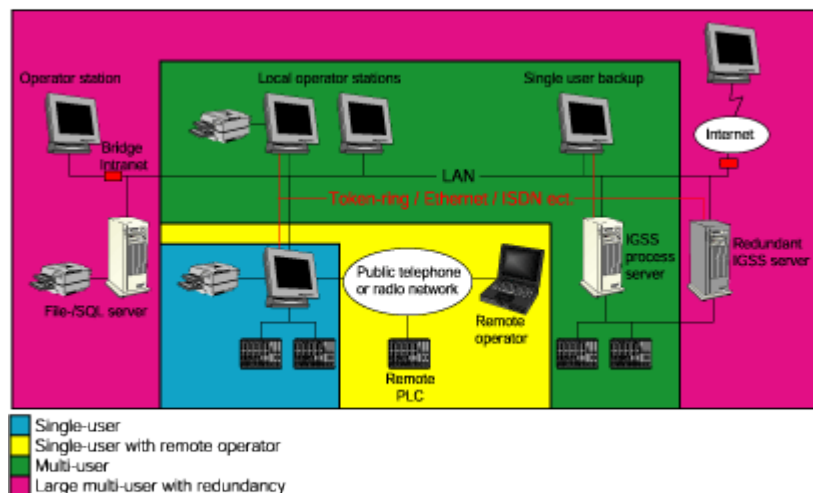 Operator station
Local operator stations
Single user backup
Internet
Bridge
Intranet
LAN
Token-ring / Ethernet / ISDN ect.
IGSS
process
server
Redundant
IGSS server
Public telephone
or radio network
File-/SQL server
Remote
operator
Remote
PLC
Single-user
Single-user with remote operator
Multi-user
Large multi-user with redundancy